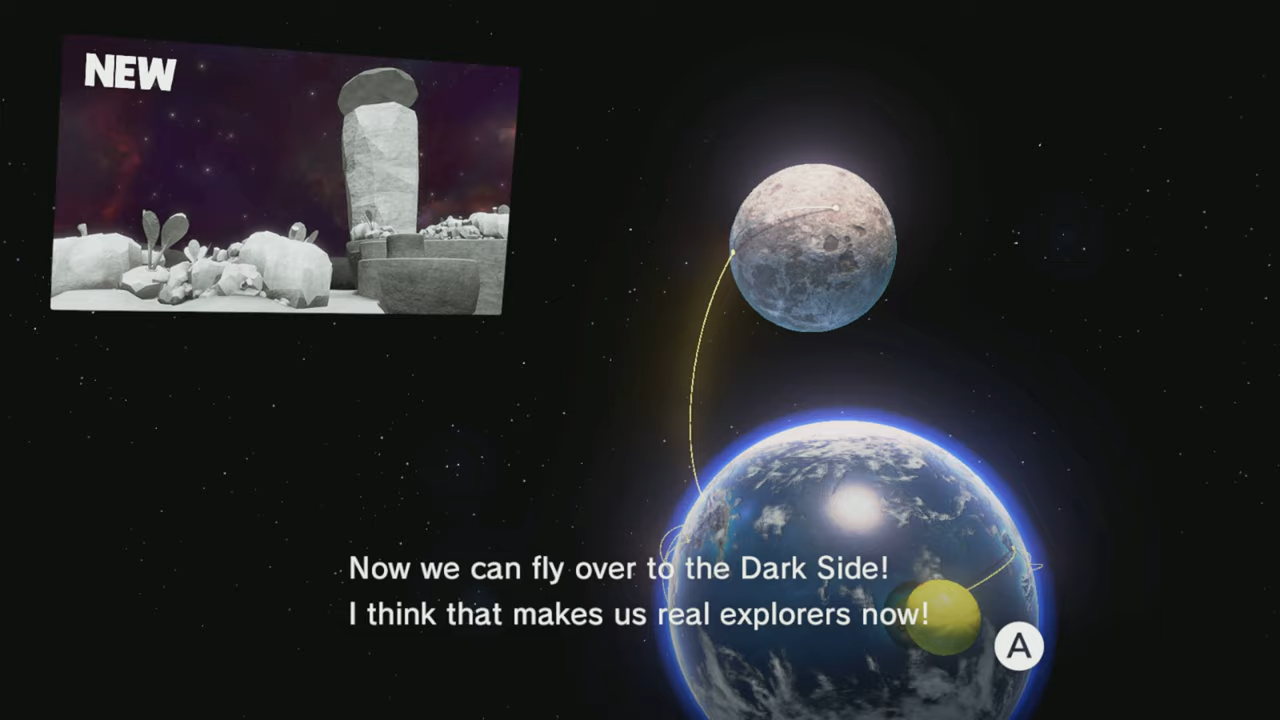 NEW
Now we can fly over to the Dark Side!
I think that makes us real explorers now!
A